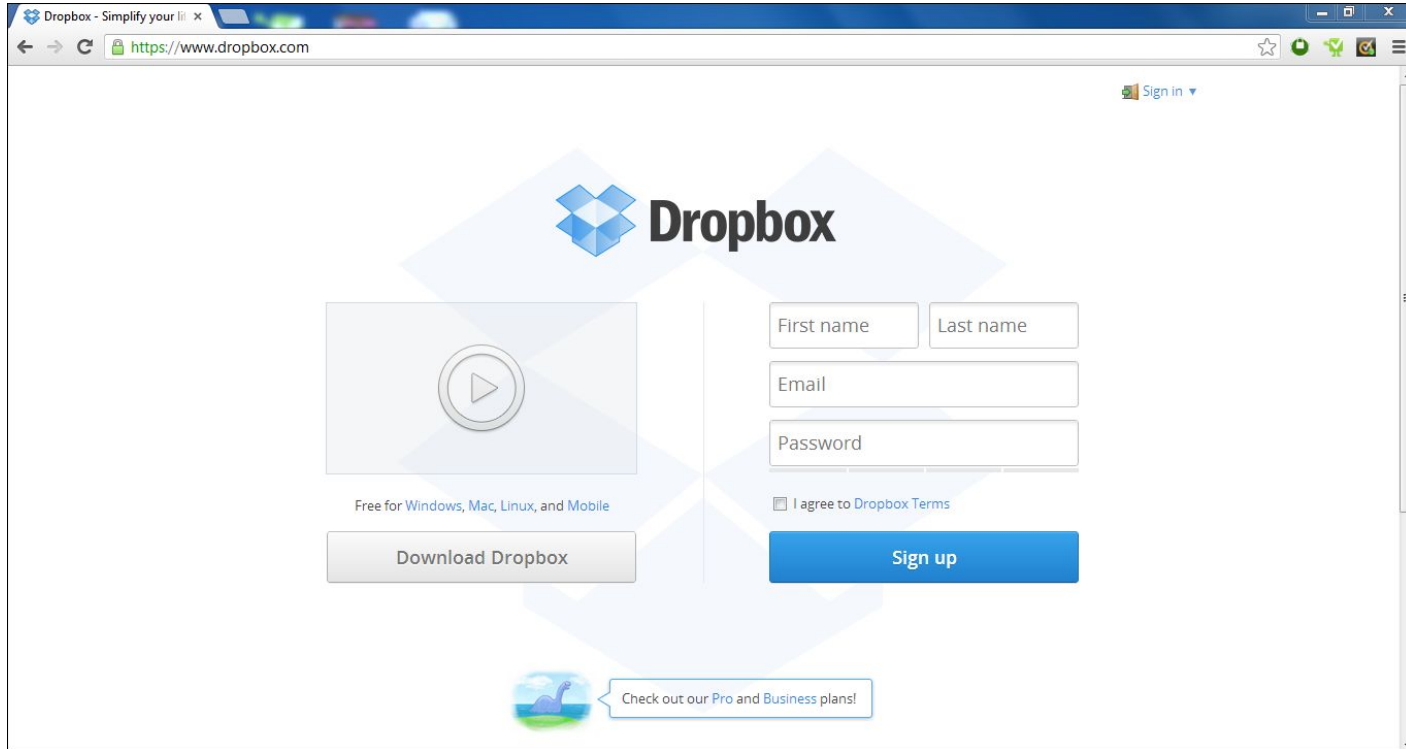 Dropbox - Simplify your li
https://www.dropbox.com
Sign in ▼
Dropbox
First name
Last name
Email
Password
Free for Windows, Mac, Linux, and Mobile
I agree to Dropbox Terms
Download Dropbox
Sign up
Check out our Pro and Business plans!